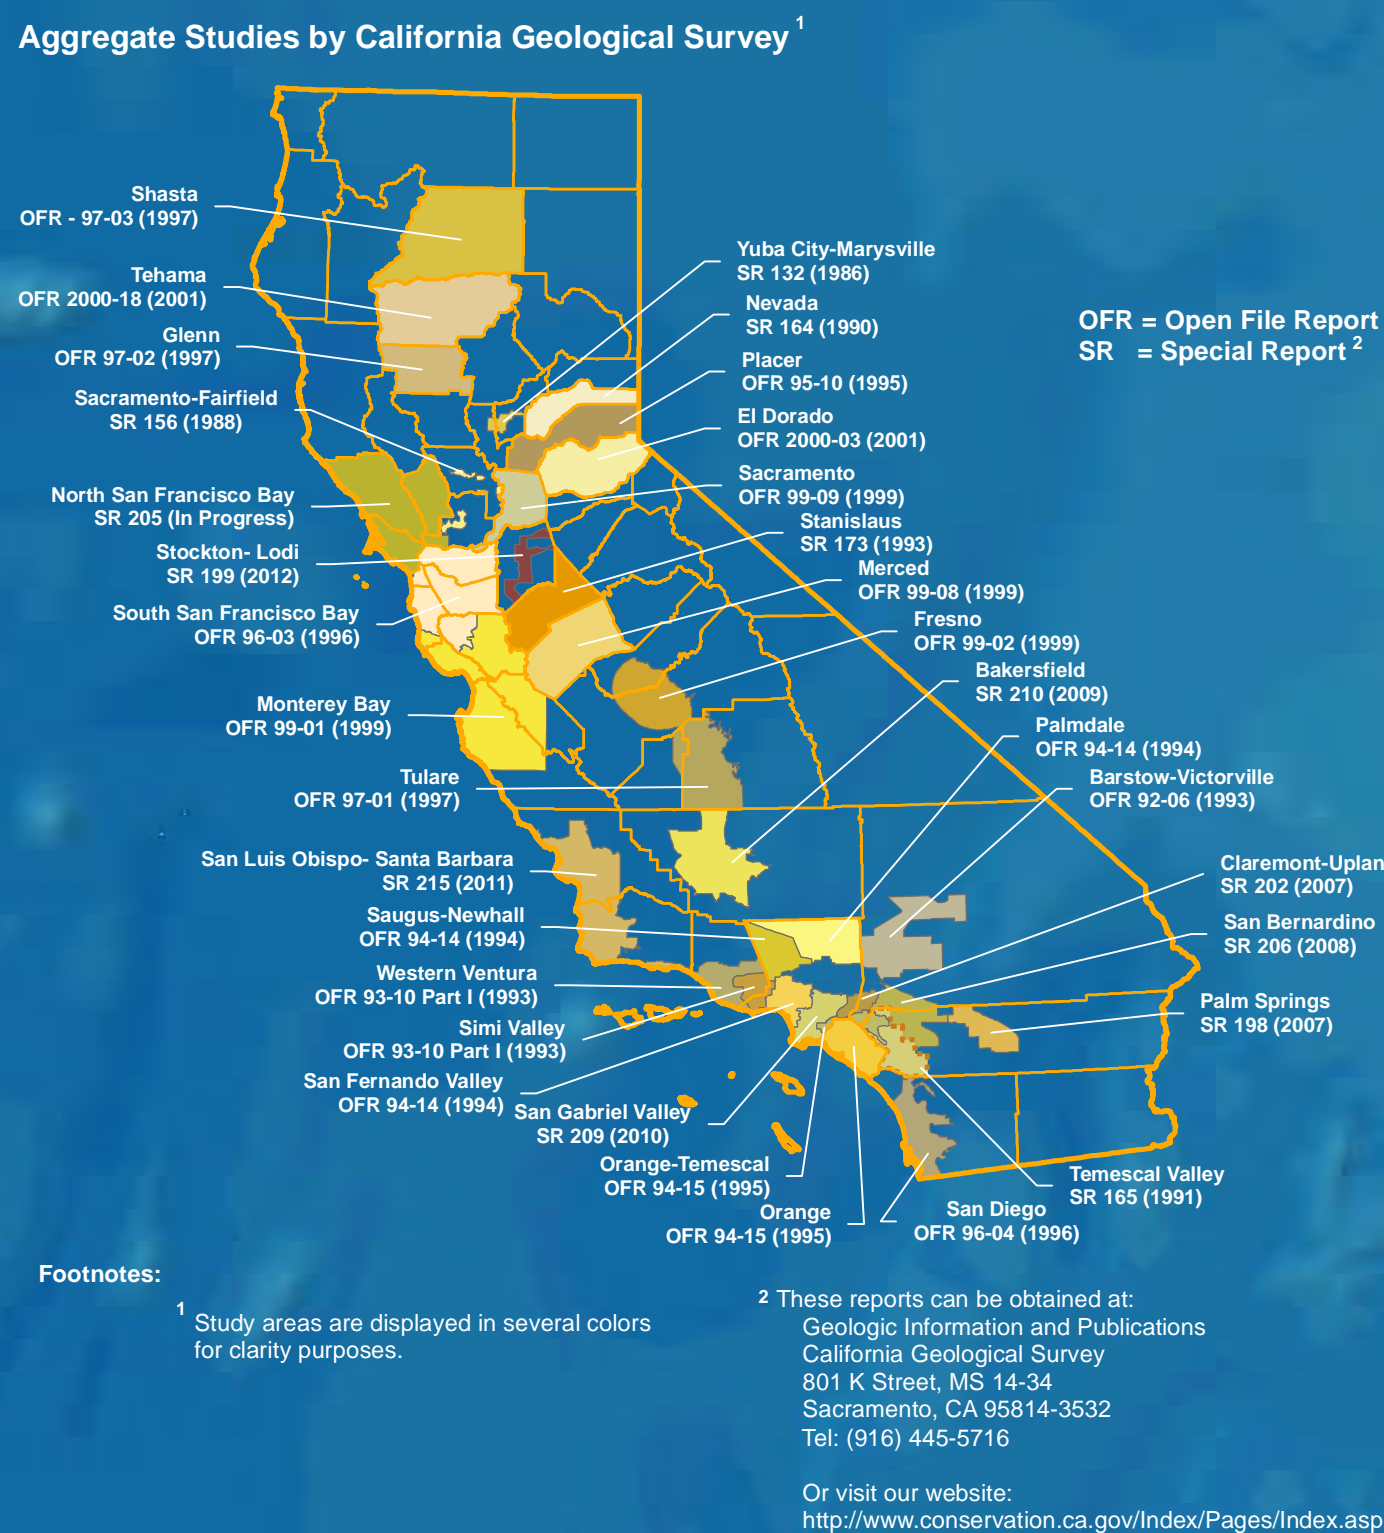 Aggregate Studies by California Geological Survey 1
Shasta
OFR - 97-03 (1997)
Tehama
OFR 2000-18 (2001)
Glenn
OFR 97-02 (1997)
Sacramento-Fairfield
SR 156 (1988)
North San Francisco Bay
SR 205 (In Progress)
Stockton- Lodi
SR 199 (2012)
South San Francisco Bay
OFR 96-03 (1996)
Monterey Bay
OFR 99-01 (1999)
Tulare
OFR 97-01 (1997)
San Luis Obispo- Santa Barbara
SR 215 (2011)
Saugus-Newhall
OFR 94-14 (1994)
Western Ventura
OFR 93-10 Part I (1993)
Simi Valley
OFR 93-10 Part I (1993)
San Fernando Valley
OFR 94-14 (1994)
San Gabriel Valley
SR 209 (2010)
Orange-Temescal
OFR 94-15 (1995)
Orange
OFR 94-15 (1995)
Yuba City-Marysville
SR 132 (1986)
Nevada
SR 164 (1990)
Placer
OFR 95-10 (1995)
El Dorado
OFR 2000-03 (2001)
Sacramento
OFR 99-09 (1999)
Stanislaus
SR 173 (1993)
Merced
OFR 99-08 (1999)
Fresno
OFR 99-02 (1999)
Bakersfield
SR 210 (2009)
Palmdale
OFR 94-14 (1994)
Barstow-Victorville
OFR 92-06 (1993)
Claremont-Uplan
SR 202 (2007)
San Bernardino
SR 206 (2008)
Palm Springs
SR 198 (2007)
Temescal Valley
SR 165 (1991)
San Diego
OFR 96-04 (1996)
OFR = Open File Report
SR = Special Report 2
Footnotes:
1 Study areas are displayed in several colors
for clarity purposes.
2 These reports can be obtained at:
Geologic Information and Publications
California Geological Survey
801 K Street, MS 14-34
Sacramento, CA 95814-3532
Tel: (916) 445-5716
Or visit our website:
http://www.conservation.ca.gov/Index/Pages/Index.asp